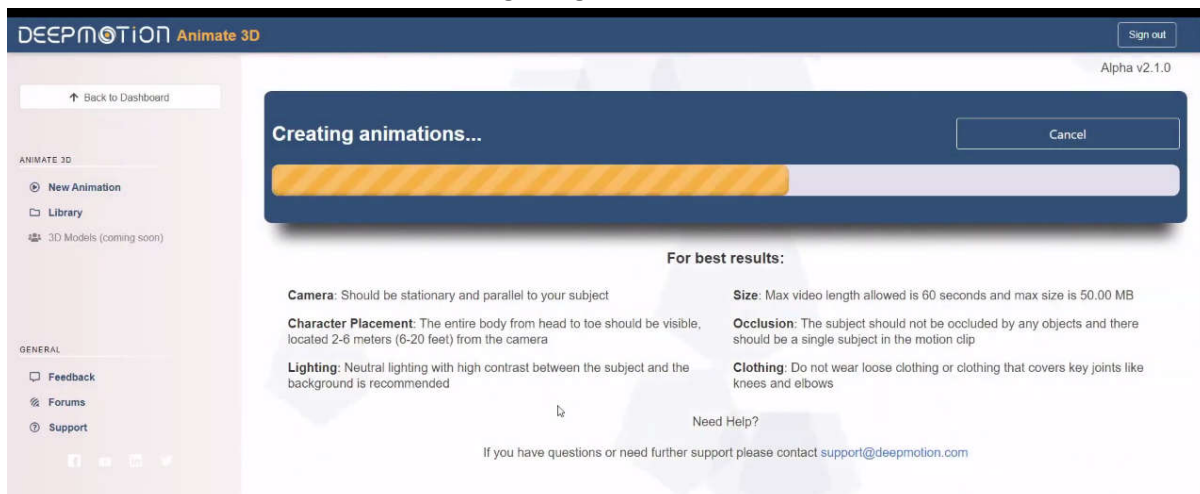 DEEPMOTION Animate 3D
Sign out
Alpha v2.1.0
Back to Dashboard
ANIMATE 3D
New Animation
Library
3D Models (coming soon)
GENERAL
Feedback
Forums
Support
Creating animations...
Cancel
For best results:
Camera: Should be stationary and parallel to your subject
Character Placement: The entire body from head to toe should be visible,
located 2-6 meters (6-20 feet) from the camera
Lighting: Neutral lighting with high contrast between the subject and the
background is recommended
Size: Max video length allowed is 60 seconds and max size is 50.00 MB
Occlusion: The subject should not be occluded by any objects and there
should be a single subject in the motion clip
Clothing: Do not wear loose clothing or clothing that covers key joints like
knees and elbows
Need Help?
If you have questions or need further support please contact support@deepmotion.com